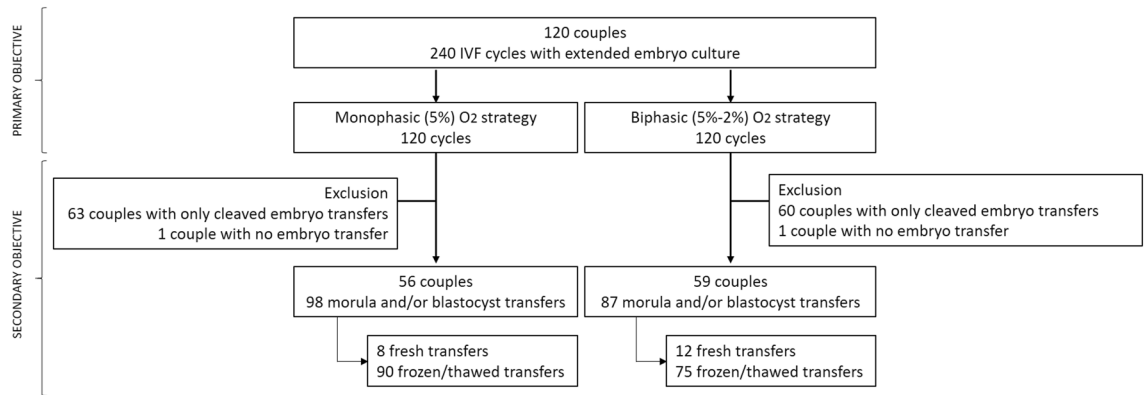 PRIMARY OBJECTIVE
120 couples
240 IVF cycles with extended embryo culture
Monophasic (5%) O2 strategy
120 cycles
Biphasic (5%-2%) O2 strategy
120 cycles
SECONDARY OBJECTIVE
Exclusion
63 couples with only cleaved embryo transfers
1 couple with no embryo transfer
Exclusion
60 couples with only cleaved embryo transfers
1 couple with no embryo transfer
56 couples
98 morula and/or blastocyst transfers
59 couples
87 morula and/or blastocyst transfers
8 fresh transfers
90 frozen/thawed transfers
12 fresh transfers
75 frozen/thawed transfers